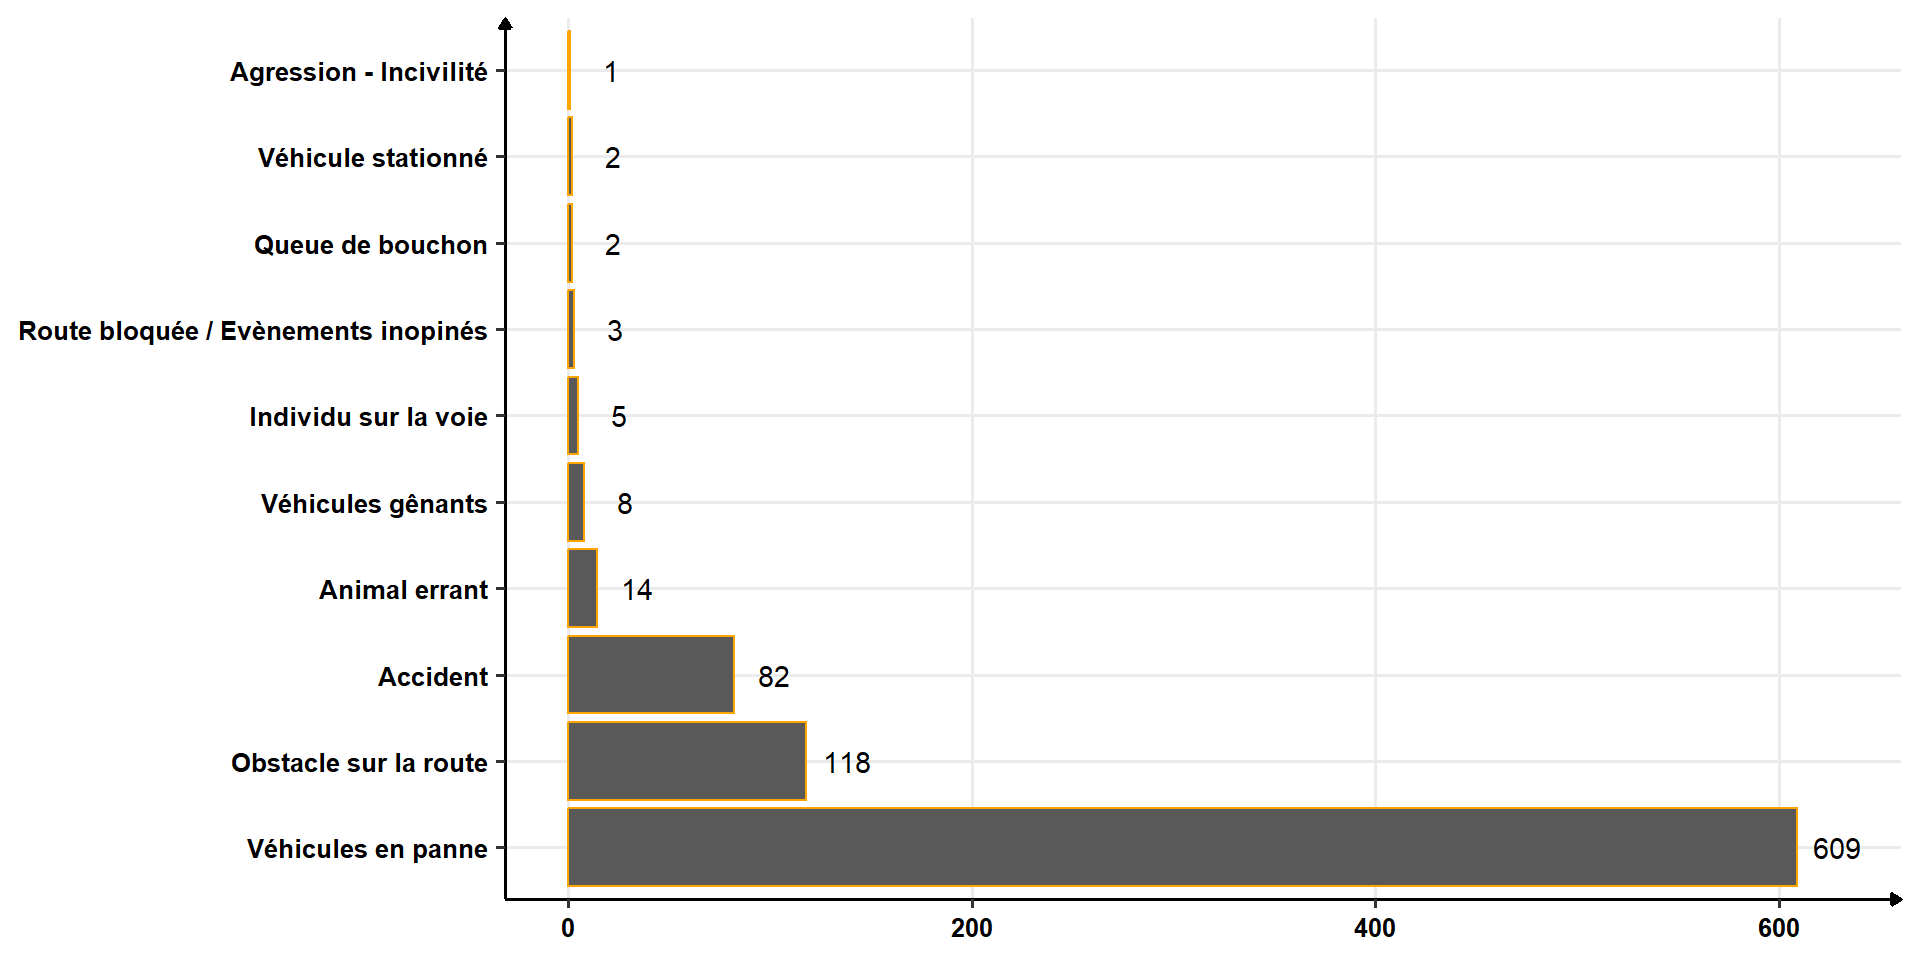 Agression - Incivilité 1
Véhicule stationné 2
Queue de bouchon 2
Route bloquée / Evènements inopinés 3
Individu sur la voie 5
Véhicules gênants 8
Animal errant 14
Accident 82
Obstacle sur la route 118
Véhicules en panne 609
0 200 400 600